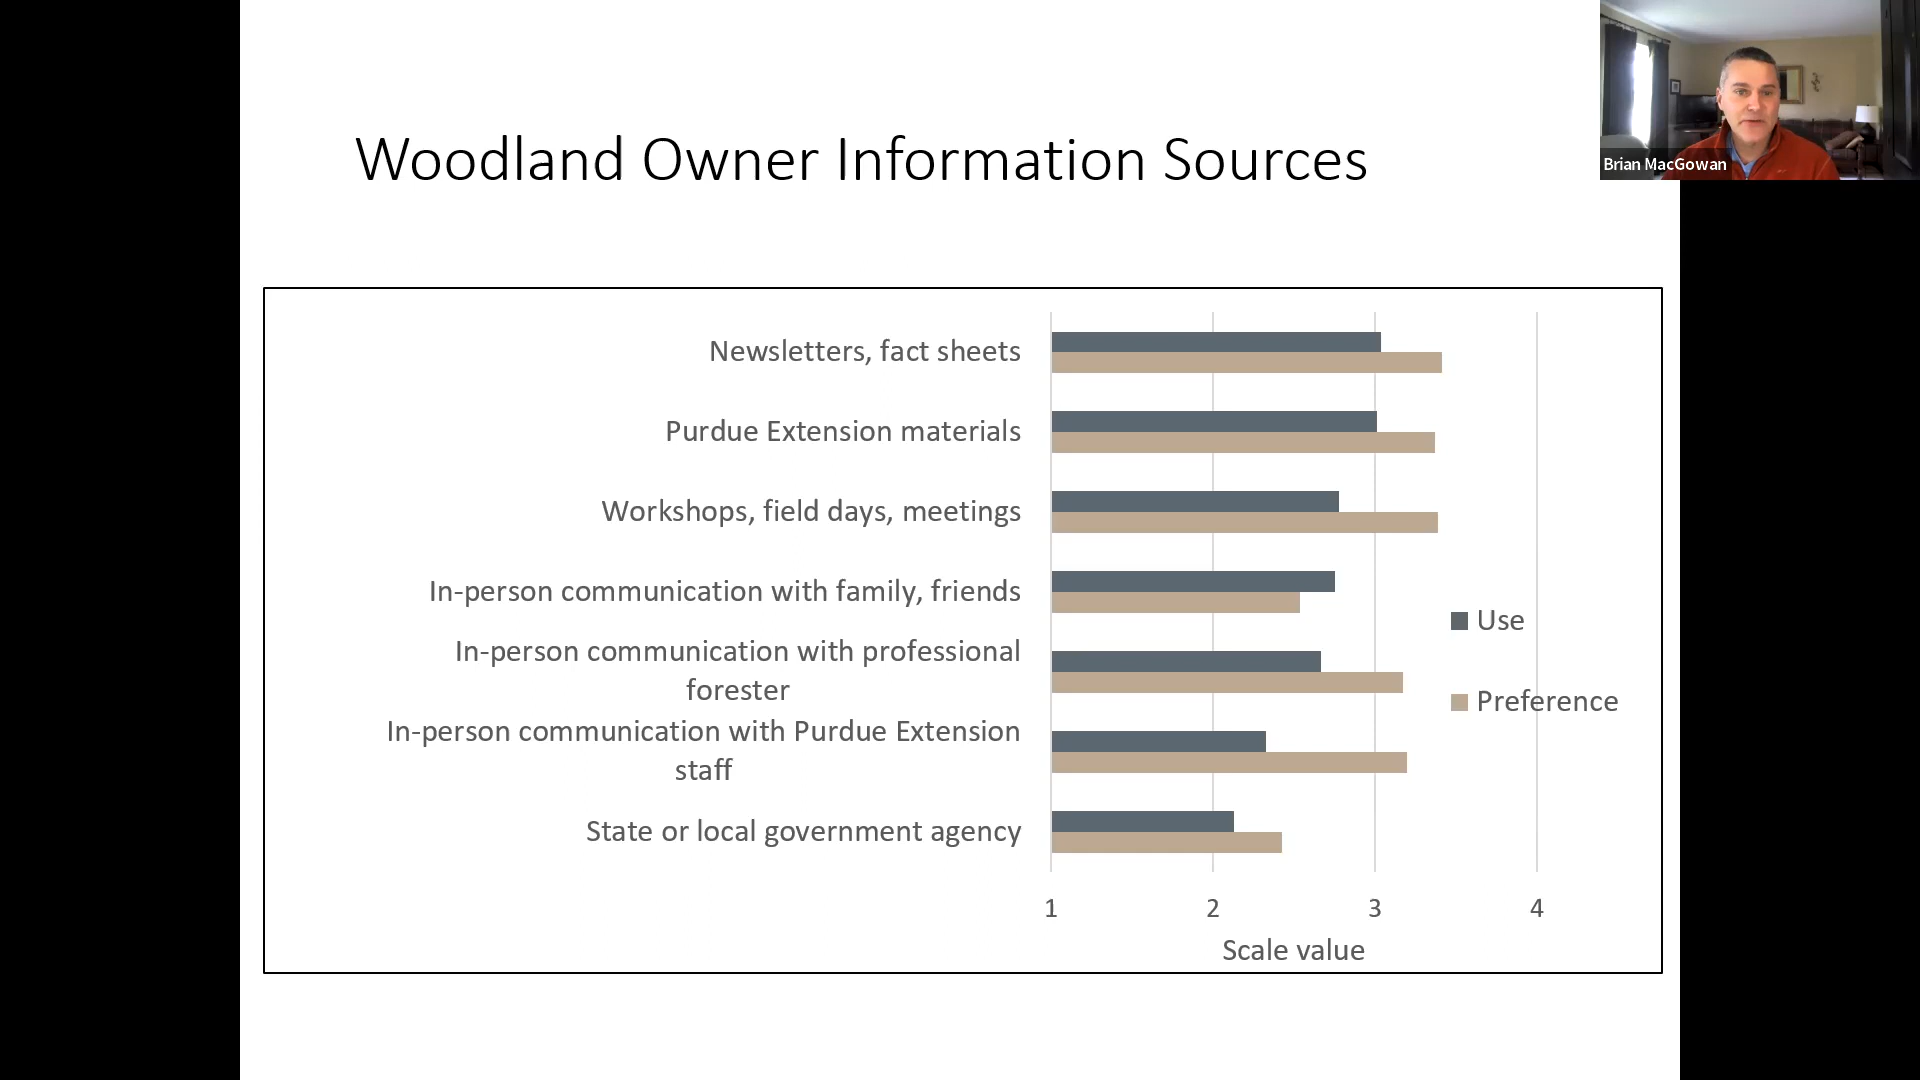 Woodland Owner Information Sources
Brian MacGowan
Newsletters, fact sheets
Purdue Extension materials
Workshops, field days, meetings
In-person communication with family, friends
In-person communication with professional
forester
In-person communication with Purdue Extension
staff
State or local government agency
Use
Preference
1 2 3 4
Scale value